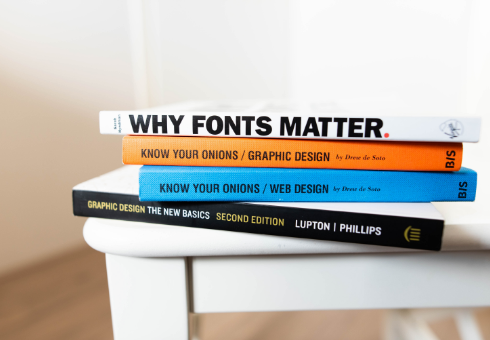 WHY FONTS MATTER.
KNOW YOUR ONIONS / GRAPHIC DESIGN by Drew de Soto BIS
KNOW YOUR ONIONS / WEB DESIGN by Drew de Soto BIS
GRAPHIC DESIGN THE NEW BASICS SECOND EDITION LUPTON | PHILLIPS